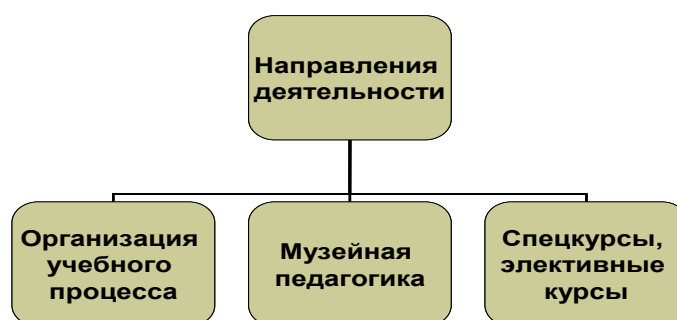 Направления
деятельности
Организация
учебного
процесса
Музейная
педагогика
Спецкурсы,
элективные
курсы